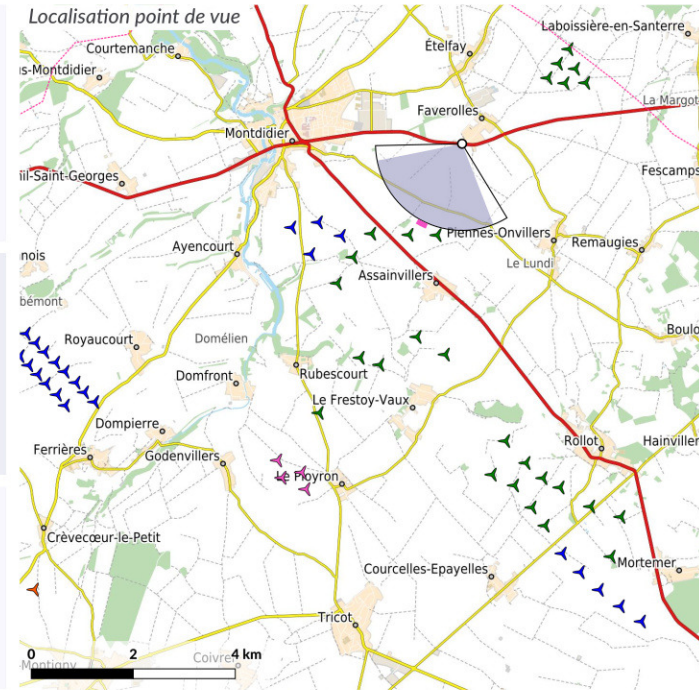 Localisation point de vue
Laboissière-en-Santerre
Courtemanche
Ételfay
s-Montdidier
La Margot
Faverolles
Montdidier
Fescamps
il-Saint-Georges
Piennes-Onvillers
Remaugies
Ayencourt
nois
Le Lundi
Assainvillers
bémont
Royaucourt
Domélien
Boulo
Rubescourt
Domfront
Le Frestoy-Vaux
Dompierre
Rollot
Hainviller
Ferrières
Godenvillers
Le Ployron
Crèvecœur-le-Petit
Mortemer
Courcelles-Epayelles
Tricot
0 2 4 km
Montigny
Coivrel